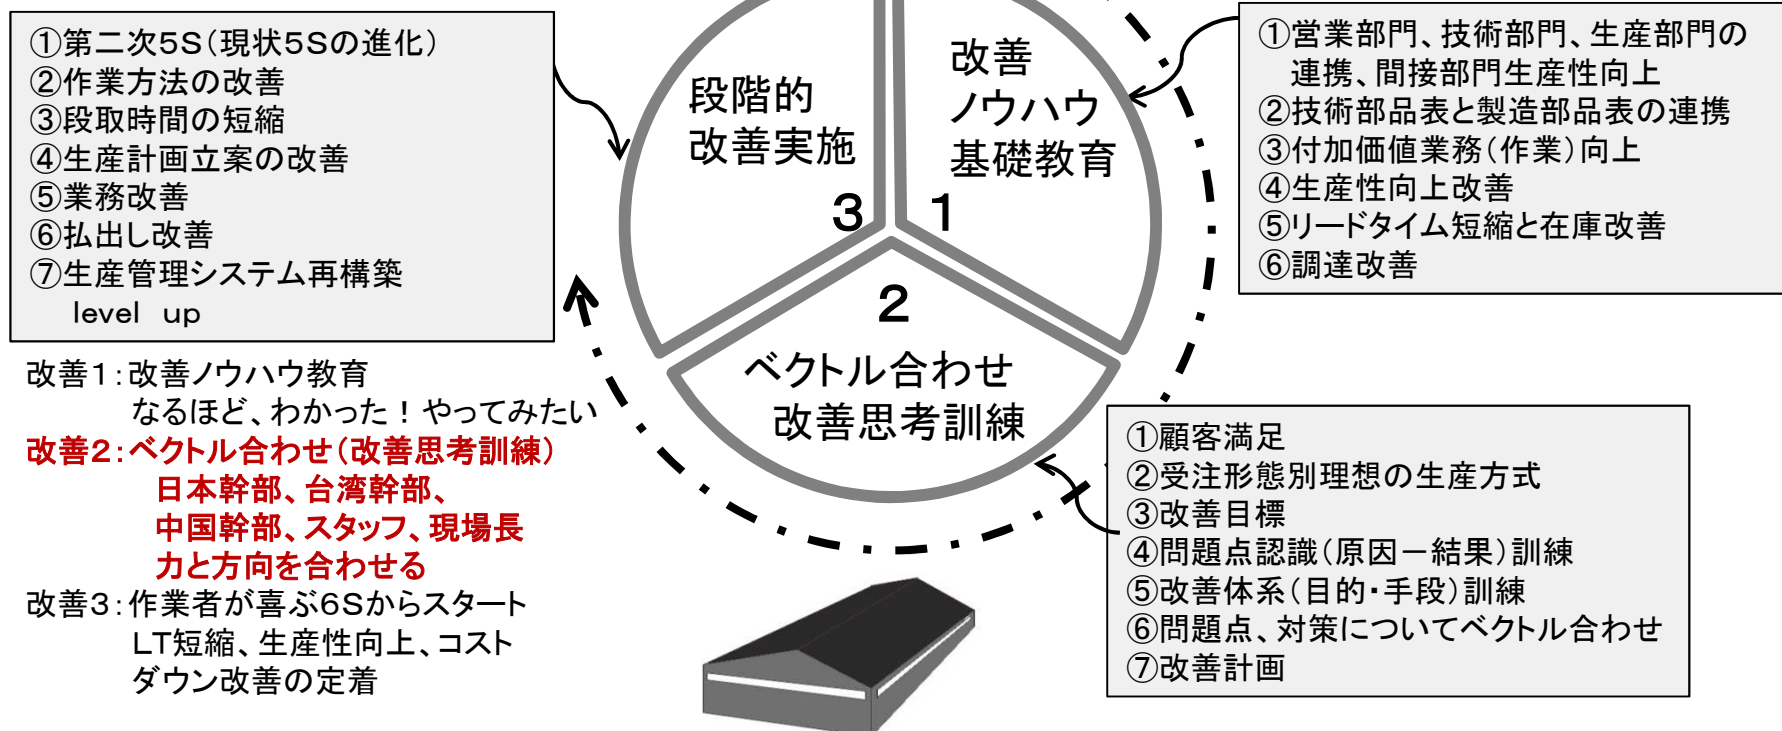 ①第二次5S(現状5Sの進化)
②作業方法の改善
③段取時間の短縮
④生産計画立案の改善
⑤業務改善
⑥払出し改善
⑦生産管理システム再構築
level up
段階的
改善実施
3
改善
ノウハウ
基礎教育
1
2
ベクトル合わせ
改善思考訓練
①営業部門、技術部門、生産部門の
連携、間接部門生産性向上
②技術部品表と製造部品表の連携
③付加価値業務(作業)向上
④生産性向上改善
⑤リードタイム短縮と在庫改善
⑥調達改善
改善1:改善ノウハウ教育
なるほど、わかった!やってみたい
改善2:ベクトル合わせ(改善思考訓練)
日本幹部、台湾幹部、
中国幹部、スタッフ、現場長
力と方向を合わせる
改善3:作業者が喜ぶ6Sからスタート
LT短縮、生産性向上、コスト
ダウン改善の定着
①顧客満足
②受注形態別理想の生産方式
③改善目標
④問題点認識(原因-結果)訓練
⑤改善体系(目的・手段)訓練
⑥問題点、対策についてベクトル合わせ
⑦改善計画